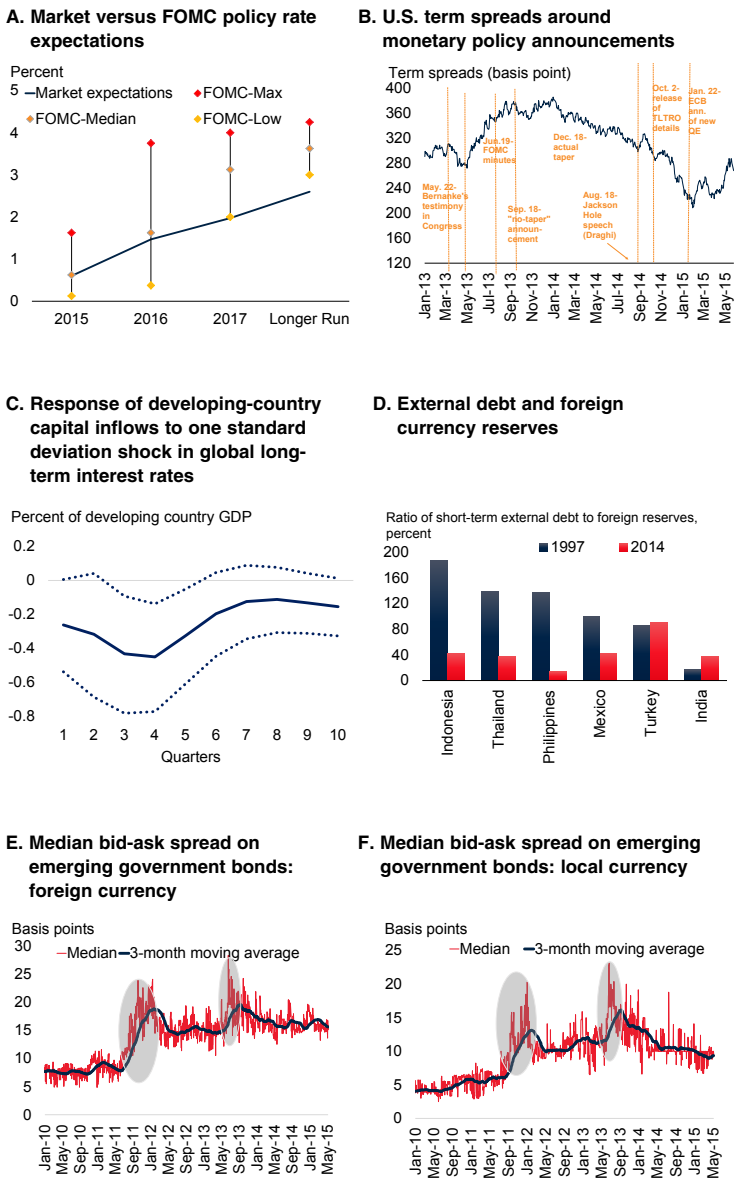 A. Market versus FOMC policy rate
expectations
Percent
5
4
3
2
1
0
Market expectations
FOMC-Max
FOMC-Median
FOMC-Low
2015
2016
2017
Longer Run
B. U.S. term spreads around
monetary policy announcements
Term spreads (basis point)
400
360
320
280
240
200
160
120
May. 22-
Bernanke's
testimony
in
Congress
Jun.19-
FOMC
minutes
Sep. 18-
"no-taper"
announ-
cement
Dec. 18-
actual
taper
Aug. 18-
Jackson
Hole
speech
(Draghi)
Oct. 2-
release
of
TLTRO
details
Jan. 22-
ECB
ann.
of new
QE
Jan-13
Mar-13
May-13
Jul-13
Sep-13
Nov-13
Jan-14
Mar-14
May-14
Jul-14
Sep-14
Nov-14
Jan-15
Mar-15
May-15
C. Response of developing-country
capital inflows to one standard
deviation shock in global long-
term interest rates
Percent of developing country GDP
0.2
0
-0.2
-0.4
-0.6
-0.8
1 2 3 4 5 6 7 8 9 10
Quarters
D. External debt and foreign
currency reserves
Ratio of short-term external debt to foreign reserves,
percent
200
160
120
80
40
0
1997
2014
Indonesia
Thailand
Philippines
Mexico
Turkey
India
E. Median bid-ask spread on
emerging government bonds:
foreign currency
Basis points
30
25
20
15
10
5
0
Median
3-month moving average
Jan-10
May-10
Sep-10
Jan-11
May-11
Sep-11
Jan-12
May-12
Sep-12
Jan-13
May-13
Sep-13
Jan-14
May-14
Sep-14
Jan-15
May-15
F. Median bid-ask spread on emerging
government bonds: local currency
Basis points
25
20
15
10
5
0
Median
3-month moving average
Jan-10
May-10
Sep-10
Jan-11
May-11
Sep-11
Jan-12
May-12
Sep-12
Jan-13
May-13
Sep-13
Jan-14
May-14
Sep-14
Jan-15
May-15